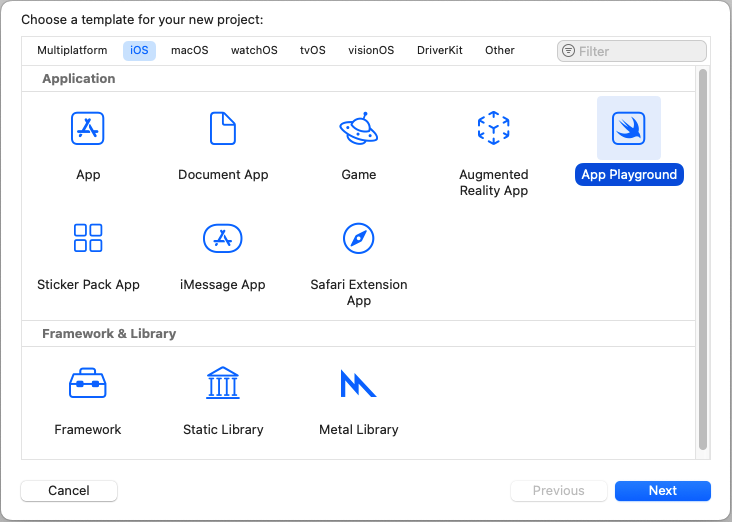 Choose a template for your new project:
Multiplatform iOS macOS watchOS tvOS visionOS DriverKit Other Filter
Application
App Document App Game Augmented Reality App App Playground
Sticker Pack App iMessage App Safari Extension App
Framework & Library
Framework Static Library Metal Library
Cancel Previous Next